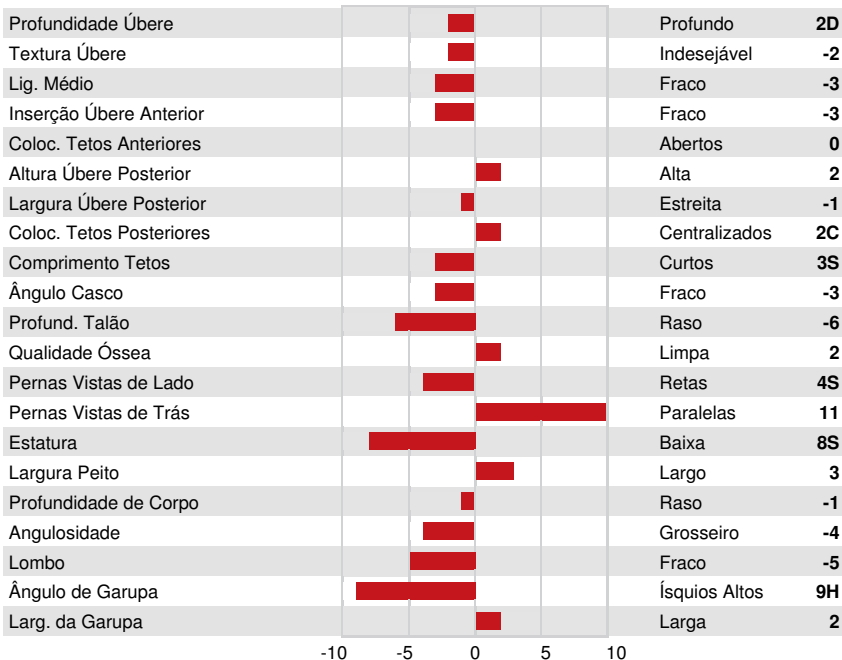 Profundidade Úbere Profundo 2D
Textura Úbere Indesejável -2
Lig. Médio Fraco -3
Inserção Úbere Anterior Fraco -3
Coloc. Tetos Anteriores Abertos 0
Altura Úbere Posterior Alta 2
Largura Úbere Posterior Estreita -1
Coloc. Tetos Posteriores Centralizados 2C
Comprimento Tetos Curtos 3S
Ângulo Casco Fraco -3
Profund. Talão Raso -6
Qualidade Óssea Limpa 2
Pernas Vistas de Lado Retas 4S
Pernas Vistas de Trás Paralelas 11
Estatura Baixa 8S
Largura Peito Largo 3
Profundidade de Corpo Raso -1
Angulosidade Grosseiro -4
Lombo Fraco -5
Ângulo de Garupa Ísquios Altos 9H
Larg. da Garupa Larga 2
-10 -5 0 5 10